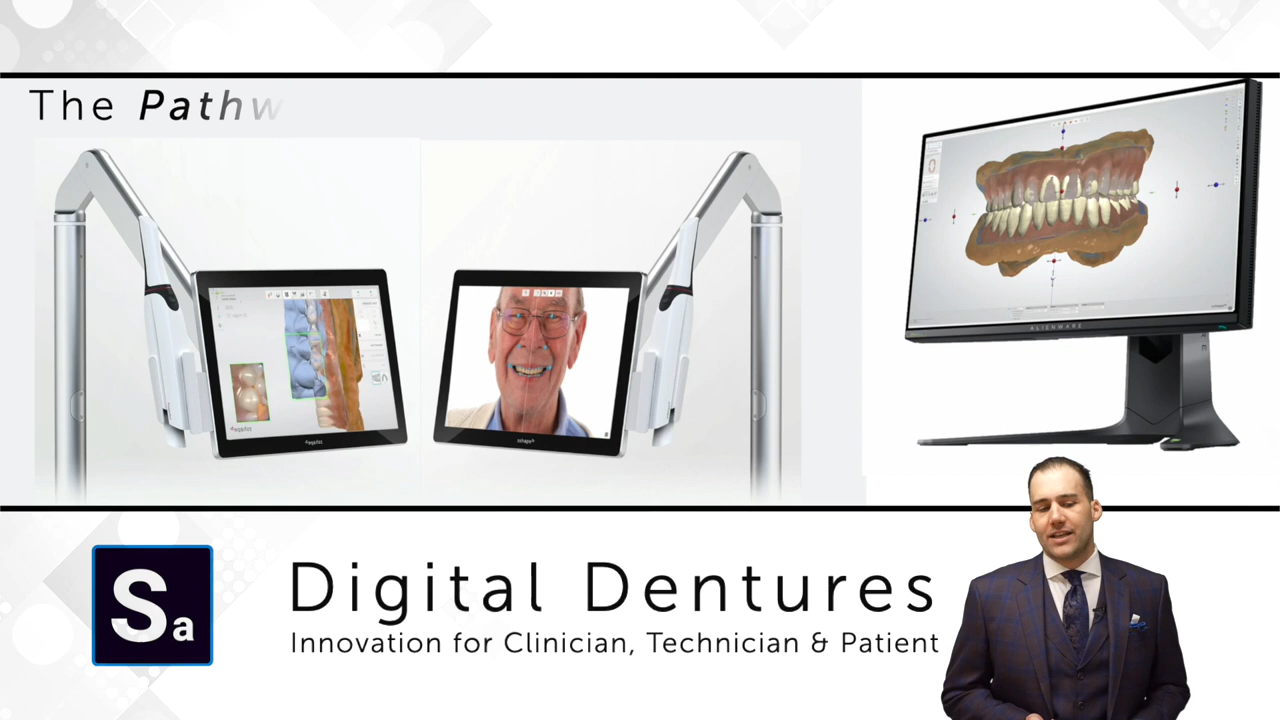 The Pathw
ALIENWARE
Sa
Digital Dentures
Innovation for Clinician, Technician & Patient